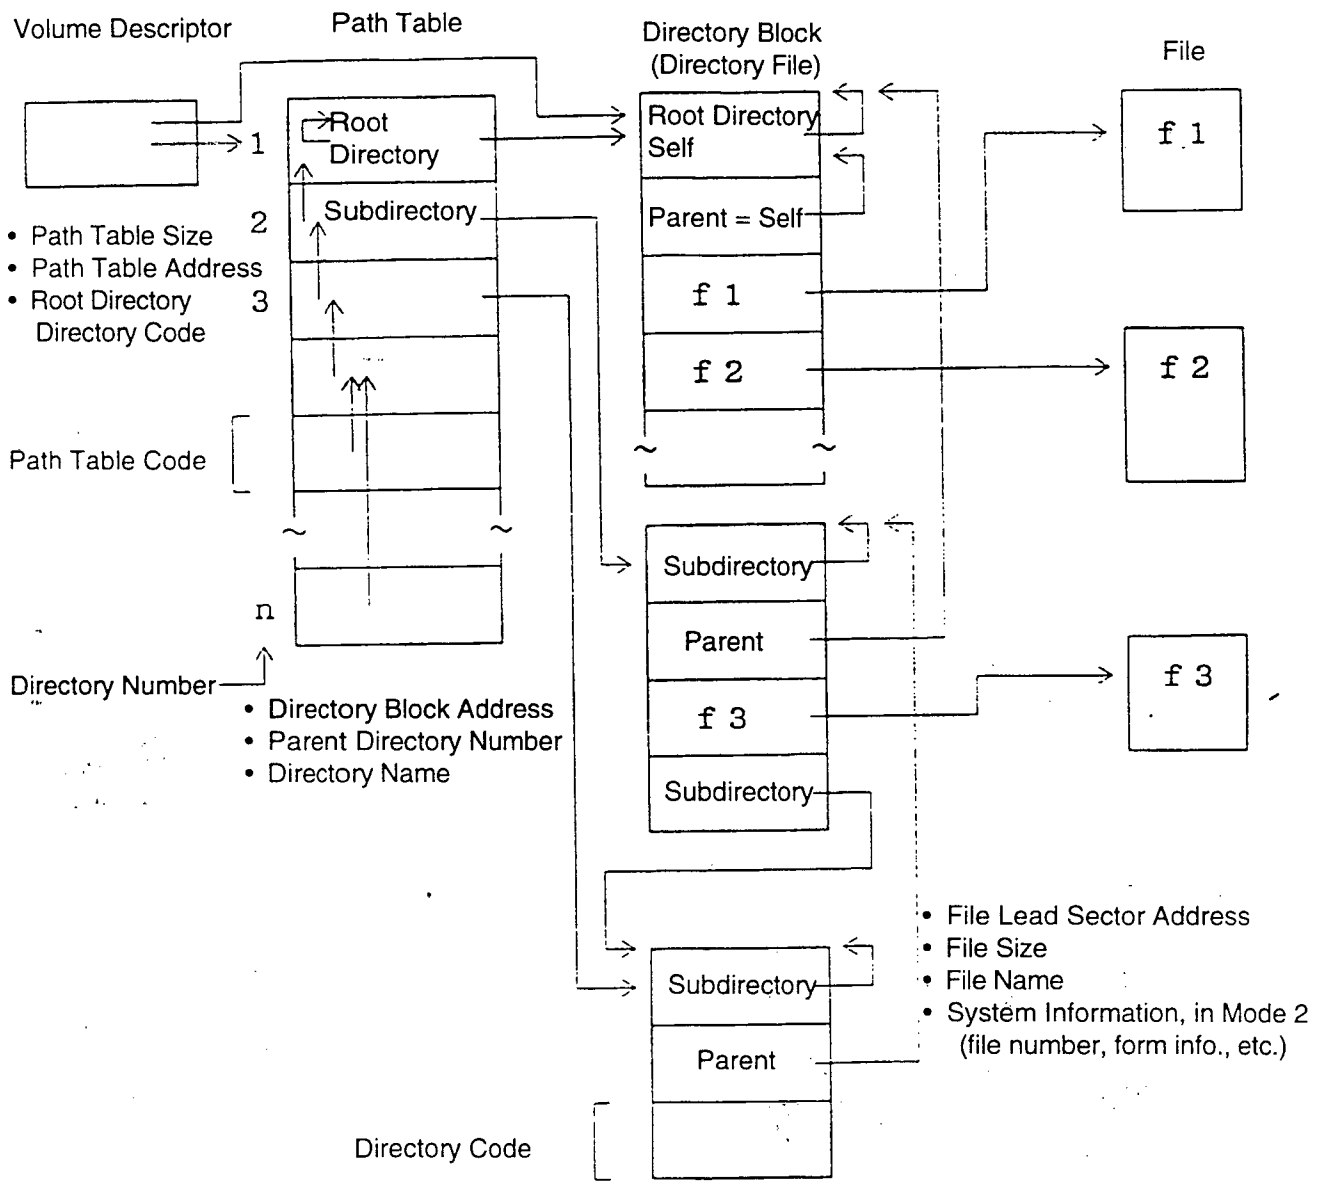 Volume Descriptor
Path Table
Directory Block
(Directory File)
File
1
Root
Directory
Root Directory
Self
f 1
2
Subdirectory
Parent = Self
• Path Table Size
• Path Table Address
• Root Directory
Directory Code
3
f 1
f 2
f 2
Path Table Code
~
~
~
~
Subdirectory
n
Parent
Directory Number
f 3
f 3
• Directory Block Address
• Parent Directory Number
• Directory Name
Subdirectory
• File Lead Sector Address
• File Size
• File Name
• System Information, in Mode 2
(file number, form info., etc.)
Subdirectory
Parent
Directory Code